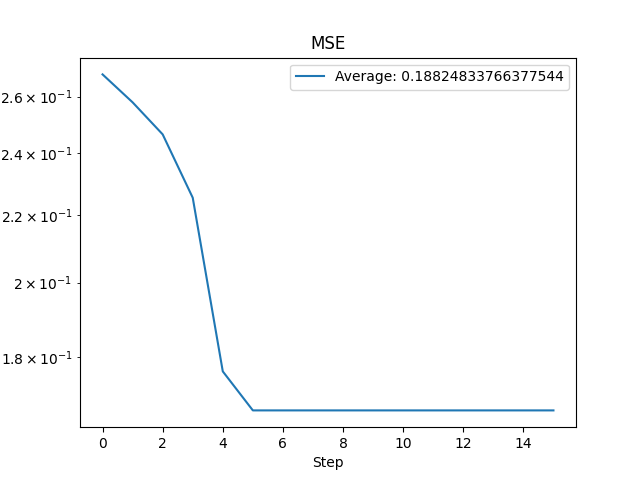 MSE
Average: 0.18824833766377544
2.6 × 10⁻¹
2.4 × 10⁻¹
2.2 × 10⁻¹
2 × 10⁻¹
1.8 × 10⁻¹
0 2 4 6 8 10 12 14
Step